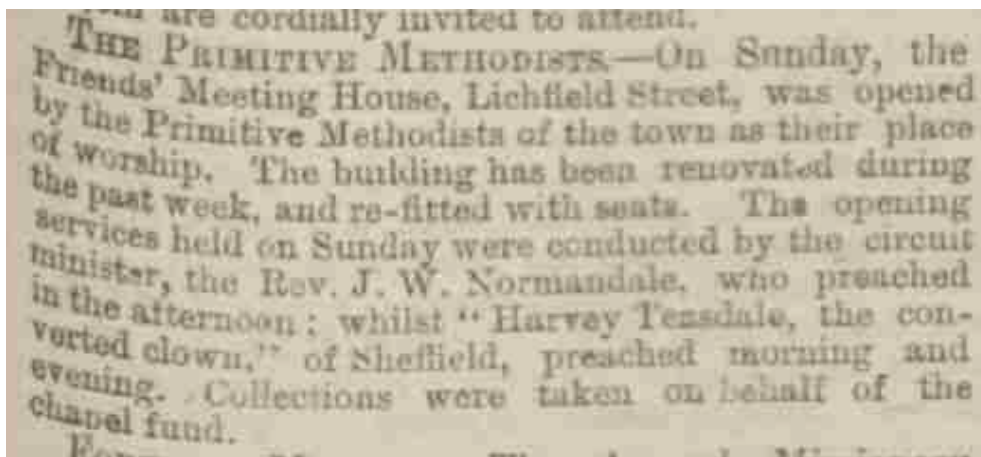 are cordially invited to attend.
THE PRIMITIVE METHODISTS.—On Sunday, the
Friends' Meeting House, Lichfield Street, was opened
by the Primitive Methodists of the town as their place
of worship. The building has been renovated during
the past week, and re-fitted with seats. The opening
services held on Sunday were conducted by the circuit
minister, the Rev. J. W. Normandale, who preached
in the afternoon; whilst "Harvey Teasdale, the con-
verted clown," of Sheffield, preached morning and
evening. Collections were taken on behalf of the
chapel fund.